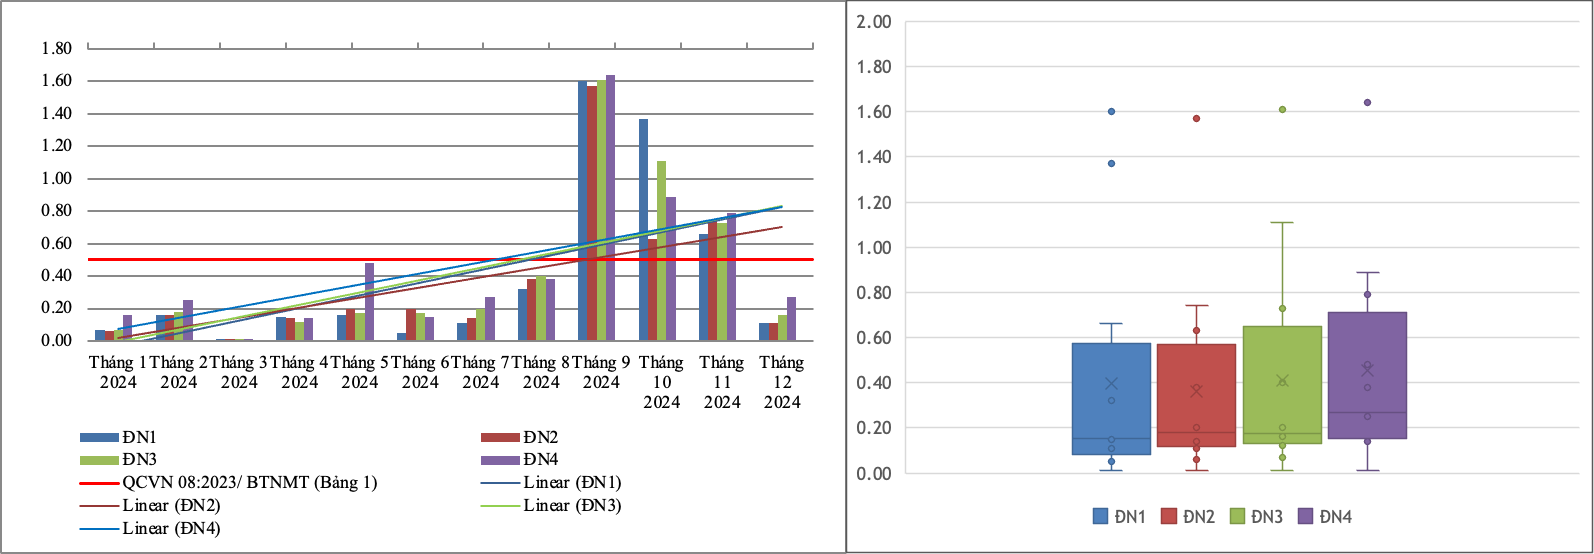 1.80
1.60
1.40
1.20
1.00
0.80
0.60
0.40
0.20
0.00
Tháng 1 Tháng 2 Tháng 3 Tháng 4 Tháng 5 Tháng 6 Tháng 7 Tháng 8 Tháng 9 Tháng Tháng Tháng
2024 2024 2024 2024 2024 2024 2024 2024 2024 10 11 12
2024 2024 2024
ĐN1 ĐN2
ĐN3 ĐN4
QCVN 08:2023/ BTNMT (Bảng 1) Linear (ĐN1)
Linear (ĐN2) Linear (ĐN3)
Linear (ĐN4)
2.00
1.80
1.60
1.40
1.20
1.00
0.80
0.60
0.40
0.20
0.00
ĐN1 ĐN2 ĐN3 ĐN4